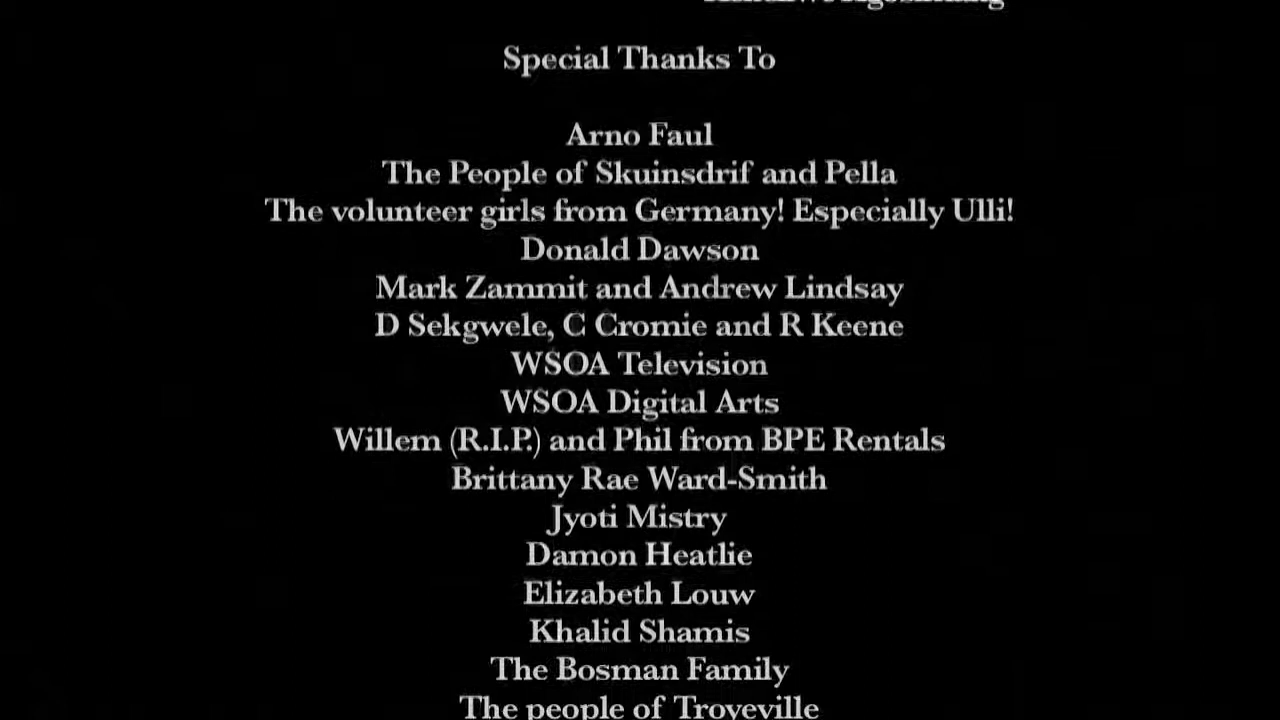 Special Thanks To
Arno Faul
The People of Skuinsdrif and Pella
The volunteer girls from Germany! Especially Ulli!
Donald Dawson
Mark Zammit and Andrew Lindsay
D Sekgwele, C Cromie and R Keene
WSOA Television
WSOA Digital Arts
Willem (R.I.P.) and Phil from BPE Rentals
Brittany Rae Ward-Smith
Jyoti Mistry
Damon Heatlie
Elizabeth Louw
Khalid Shamis
The Bosman Family
The people of Troyeville